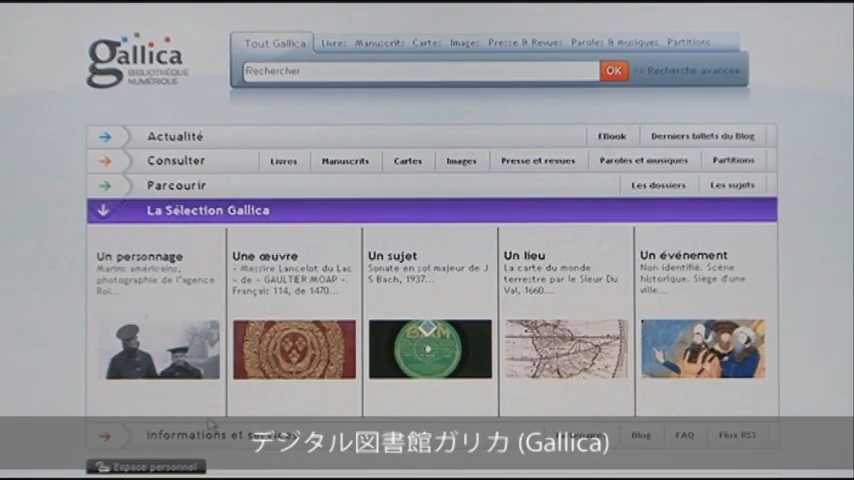 gallica
BIBLIOTHÈQUE
NUMÉRIQUE
Tout Gallica Livres Manuscrits Cartes Images Presse & Revues Paroles & musiques Partitions
Rechercher OK >> Recherche avancée
Actualité EBook Derniers billets du Blog
Consulter Livres Manuscrits Cartes Images Presse et revues Paroles et musiques Partitions
Parcourir Les dossiers Les sujets
La Sélection Gallica
Un personnage
Marins américains,
photographie de l'agence
Rol...
Une œuvre
- Messire Lancelot du Lac
- de - GAULTIER MOAP -.
Français 114, de 1470...
Un sujet
Sonate en sol majeur de J
S Bach, 1937...
Un lieu
La carte du monde
terrestre par le Sieur Du
Val, 1660...
Un événement
Non identifié. Scène
historique. Siège d'une
ville...
Informations et Blog FAQ Flux RSS
デジタル図書館ガリカ (Gallica)
Espace personnel